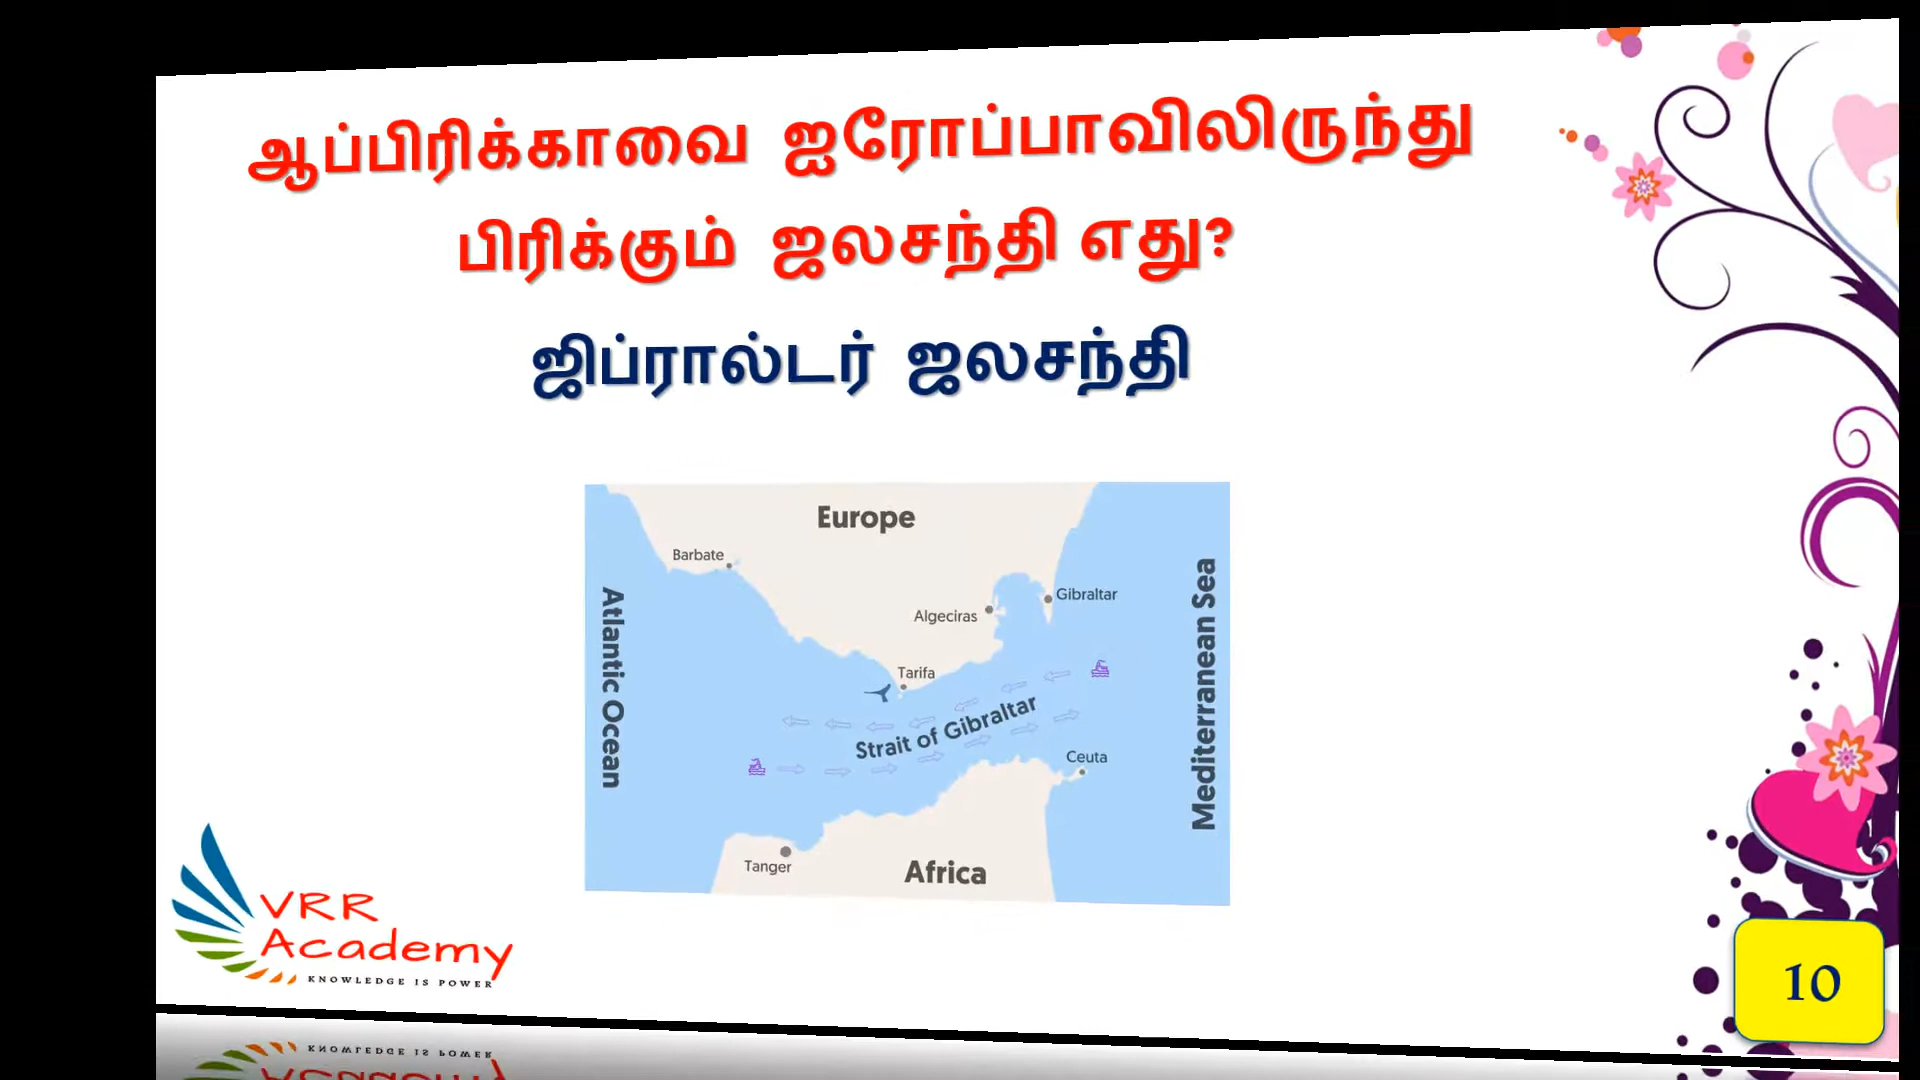 ஆப்பிரிக்காவை ஐரோப்பாவிலிருந்து
பிரிக்கும் ஜலசந்தி எது?
ஜிப்ரால்டர் ஜலசந்தி
Europe
Barbate
Gibraltar
Algeciras
Atlantic Ocean
Mediterranean Sea
Tarifa
Strait of Gibraltar
Ceuta
Tanger
Africa
VRR
Academy
KNOWLEDGE IS POWER
10